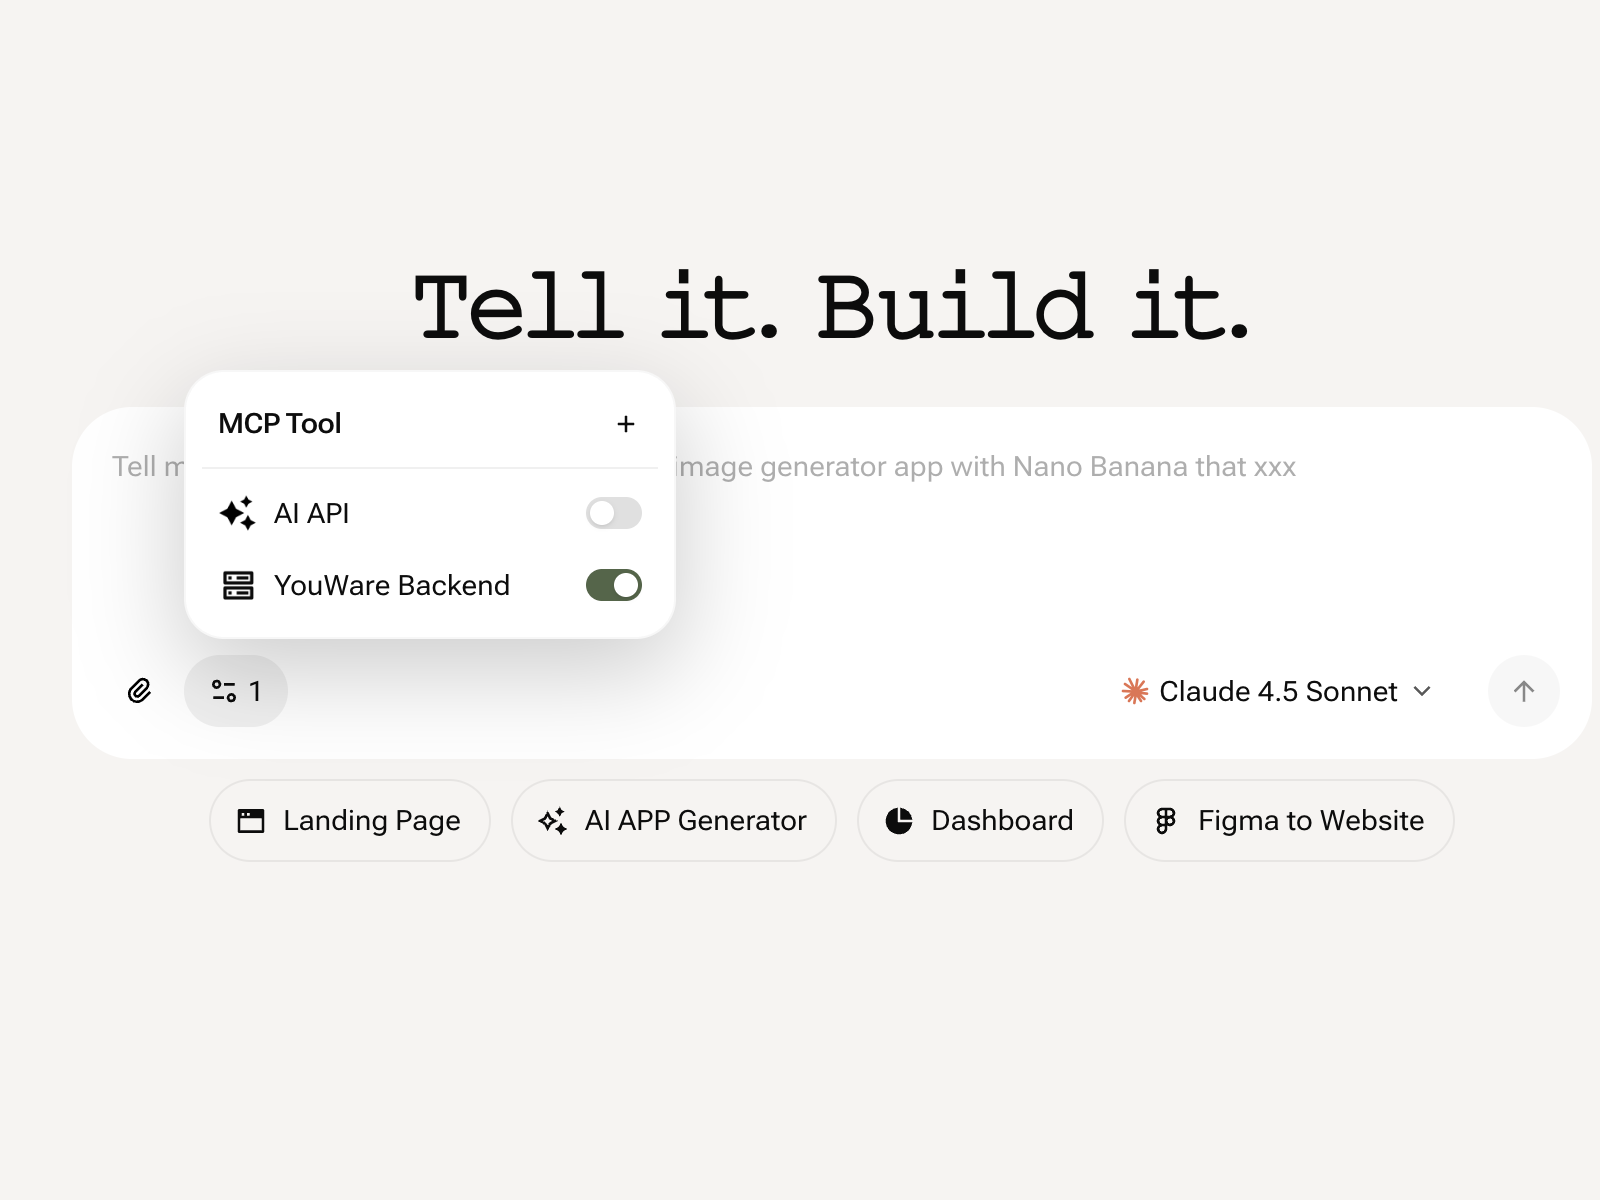 Tell it. Build it.
MCP Tool
Tell image generator app with Nano Banana that xxx
AI API
YouWare Backend
1
Claude 4.5 Sonnet
Landing Page
AI APP Generator
Dashboard
Figma to Website